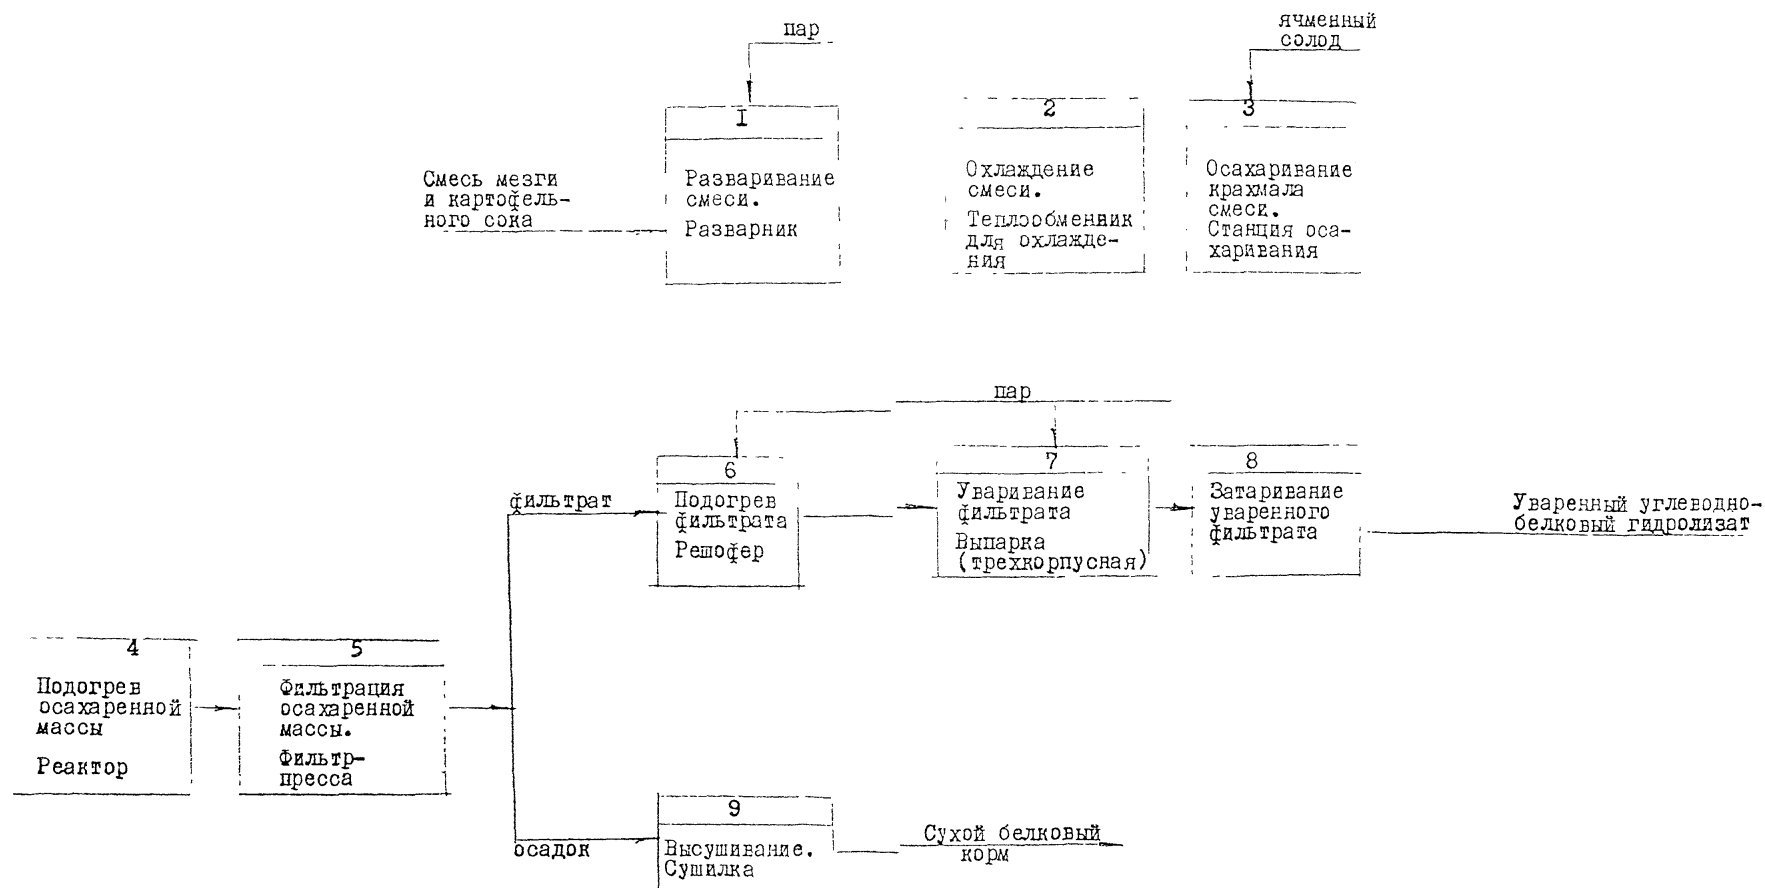 пар
ячменный
солод
I
Смесь мезги
и картофель-
ного сока
Разваривание
смеси.
Разварник
2
Охлаждение
смеси.
Теплообменник
для охлажде-
ния
3
Осахаривание
крахмала
смеси.
Станция оса-
харивания
4
Подогрев
осахаренной
массы
Реактор
5
Фильтрация
осахаренной
массы.
Фильтр-
пресса
фильтрат
осадок
пар
6
Подогрев
фильтрата
Решофер
7
Уваривание
фильтрата
Выпарка
(трехкорпусная)
8
Затаривание
уваренного
фильтрата
Уваренный углеводно-
белковый гидролизат
9
Высушивание.
Сушилка
Сухой белковый
корм